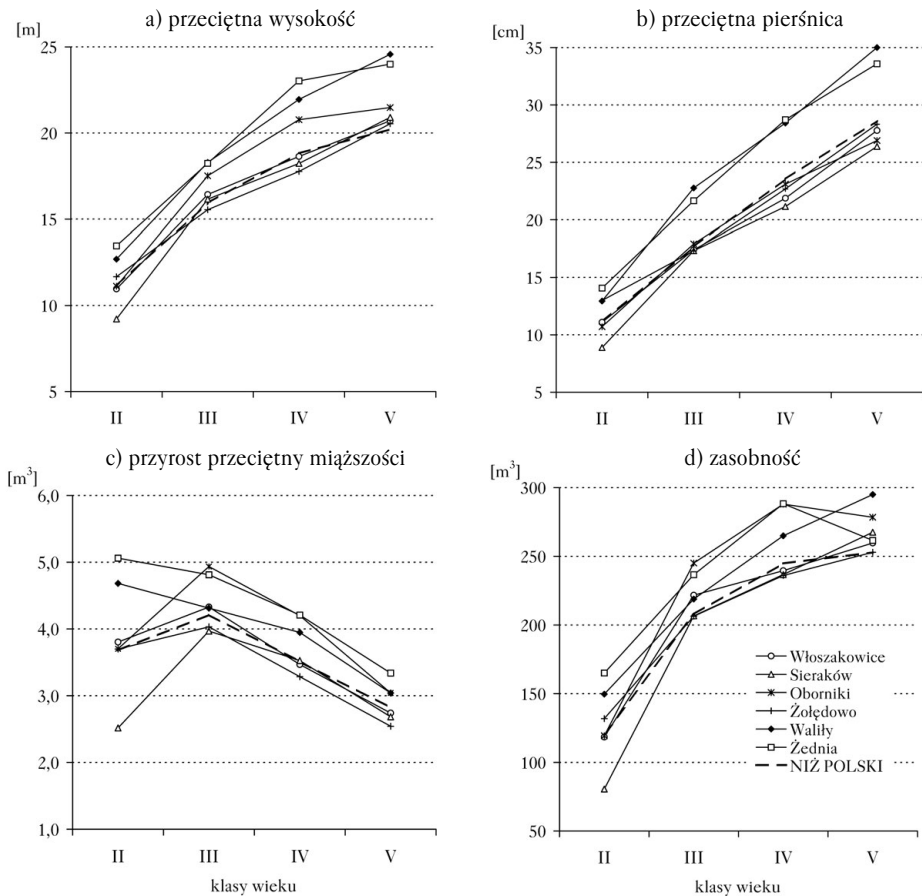 a) przeciętna wysokość
[m]
25
20
15
10
5
II III IV V
b) przeciętna pierśnica
[cm]
35
30
25
20
15
10
5
II III IV V
c) przyrost przeciętny miąższości
[m³]
6,0
5,0
4,0
3,0
2,0
1,0
II III IV V
klasy wieku
d) zasobność
[m³]
300
250
200
150
100
50
Włoszakowice
Sieraków
Oborniki
Żołędowo
Waliły
Żednia
NIŻ POLSKI
II III IV V
klasy wieku